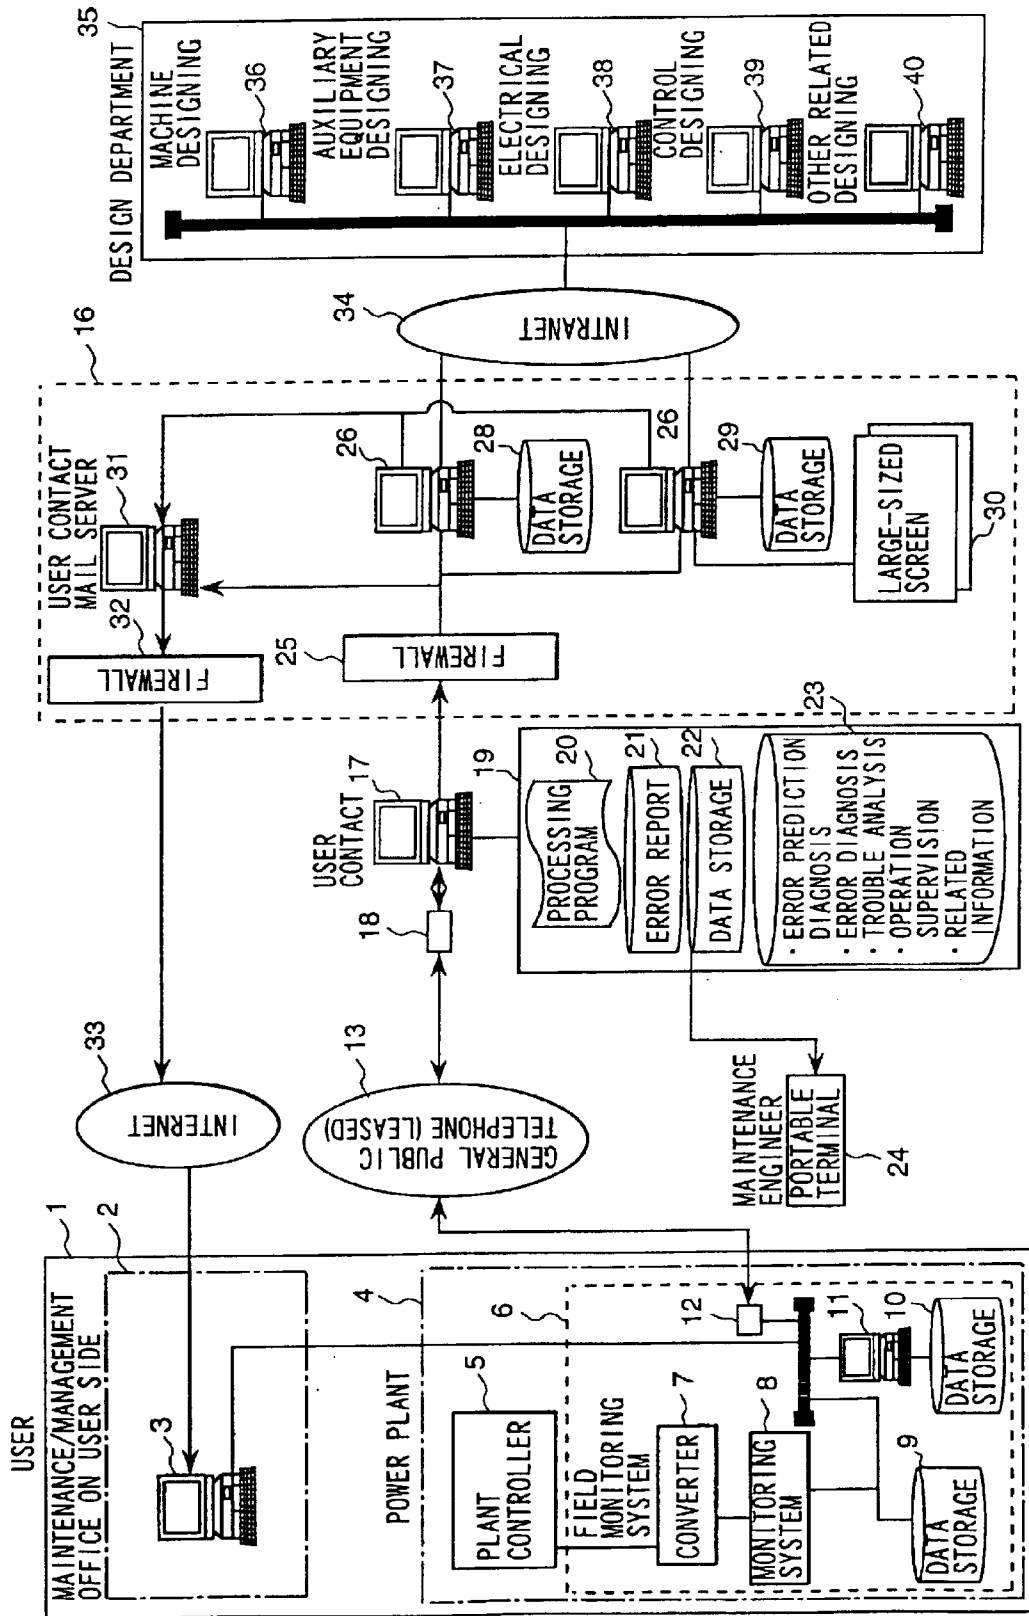 USER
1
MAINTENANCE/MANAGEMENT
OFFICE ON USER SIDE
2
3
POWER PLANT
4
5
PLANT
CONTROLLER
6
FIELD
MONITORING
SYSTEM
7
CONVERTER
8
MONITORING
SYSTEM
9
DATA
STORAGE
10
DATA
STORAGE
11
12
33
INTERNET
13
GENERAL PUBLIC
TELEPHONE (LEASED)
18
USER
CONTACT
17
19
20
PROCESSING
PROGRAM
21
ERROR REPORT
22
DATA STORAGE
23
· ERROR PREDICTION
DIAGNOSIS
· ERROR DIAGNOSIS
· TROUBLE ANALYSIS
· OPERATION
SUPERVISION
· RELATED
INFORMATION
MAINTENANCE
ENGINEER
PORTABLE
TERMINAL
24
16
USER CONTACT
MAIL SERVER
31
32
FIREWALL
25
FIREWALL
26
28
DATA
STORAGE
26
29
DATA
STORAGE
LARGE-SIZED
SCREEN
30
34
INTRANET
DESIGN DEPARTMENT
35
MACHINE
DESIGNING
36
AUXILIARY
EQUIPMENT
DESIGNING
37
ELECTRICAL
DESIGNING
38
CONTROL
DESIGNING
39
OTHER RELATED
DESIGNING
40